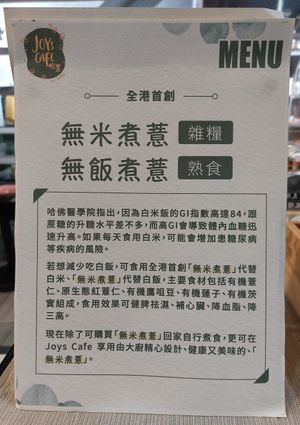 JOYS
CAFE
MENU
全港首創
無米煮薏 雜糧
無飯煮薏 熟食
哈佛醫學院指出，因為白米飯的GI指數高達84，跟
蔗糖的升糖水平差不多，而高GI會導致體內血糖迅
速升高。如果每天食用白米，可能會增加患糖尿病
等疾病的風險。
若想減少吃白飯，可食用全港首創「無米煮薏」代替
白米、「無米煮薏」代替白飯，主要食材包括有機薏
仁、原生態紅薏仁、有機鷹咀豆、有機蓮子、有機茨
實組成，食用效果可健脾祛濕、補心臟、降血脂、降
三高。
現在除了可購買「無米煮薏」回家自行煮食，更可在
Joys Cafe 享用由大廚精心設計、健康又美味的、「
無米煮薏」。